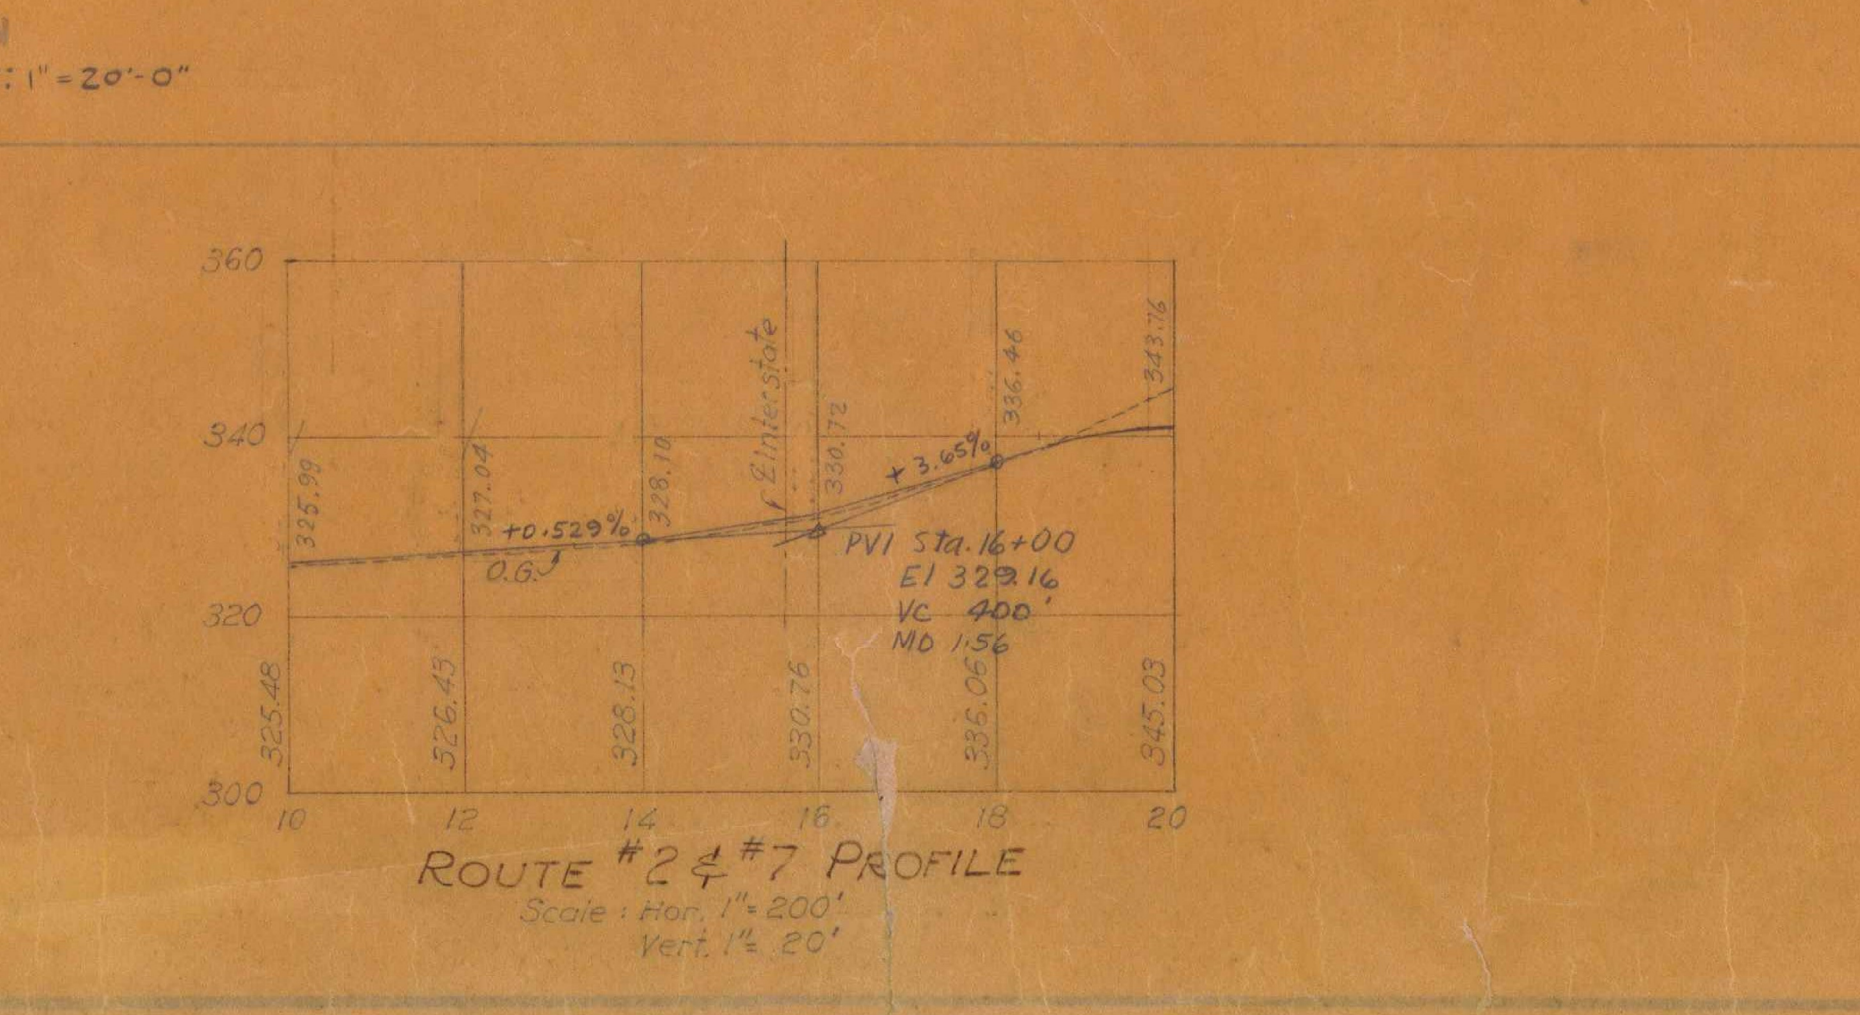 : 1" = 20'-0"
360
340
320
300
325.99
327.04
328.10
330.72
336.46
343.76
℄ Interstate
+0.529%
+ 3.65%
O.G.
PVI Sta. 16+00
El 329.16
VC 400'
MO 1.56
325.48
326.43
328.13
330.76
336.06
345.03
10 12 14 16 18 20
ROUTE #2 & #7 PROFILE
Scale : Hor. 1" = 200'
Vert. 1" = 20'